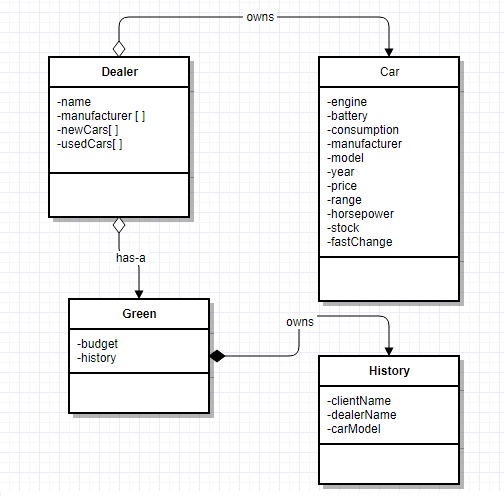 owns
Dealer
-name
-manufacturer [ ]
-newCars[ ]
-usedCars[ ]
Car
-engine
-battery
-consumption
-manufacturer
-model
-year
-price
-range
-horsepower
-stock
-fastChange
has-a
Green
-budget
-history
owns
History
-clientName
-dealerName
-carModel